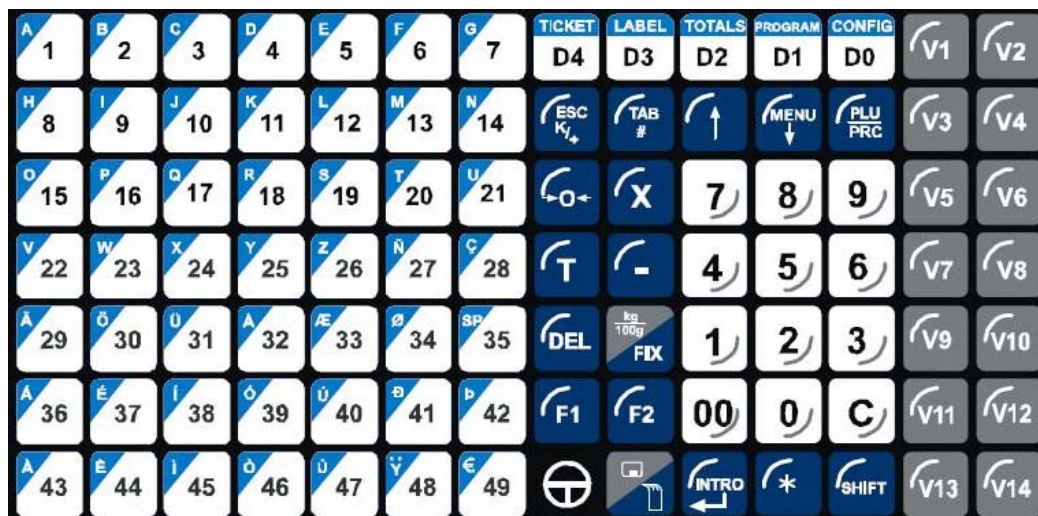 A 1 B 2 C 3 D 4 E 5 F 6 G 7 TICKET D4 LABEL D3 TOTALS D2 PROGRAM D1 CONFIG D0 V1 V2
H 8 I 9 J 10 K 11 L 12 M 13 N 14 ESC K/+ TAB # ↑ MENU ↓ PLU PRC V3 V4
O 15 P 16 Q 17 R 18 S 19 T 20 U 21 →0← X 7 8 9 V5 V6
V 22 W 23 X 24 Y 25 Z 26 Ñ 27 Ç 28 T - 4 5 6 V7 V8
Ä 29 Ö 30 Ü 31 32 Æ 33 Ø 34 SP 35 DEL kg 100g FIX 1 2 3 V9 V10
Á 36 É 37 Í 38 Ó 39 Ú 40 Ð 41 Þ 42 F1 F2 00 0 C V11 V12
À 43 È 44 Ì 45 Ò 46 Ù 47 Ÿ 48 € 49 INTRO * SHIFT V13 V14